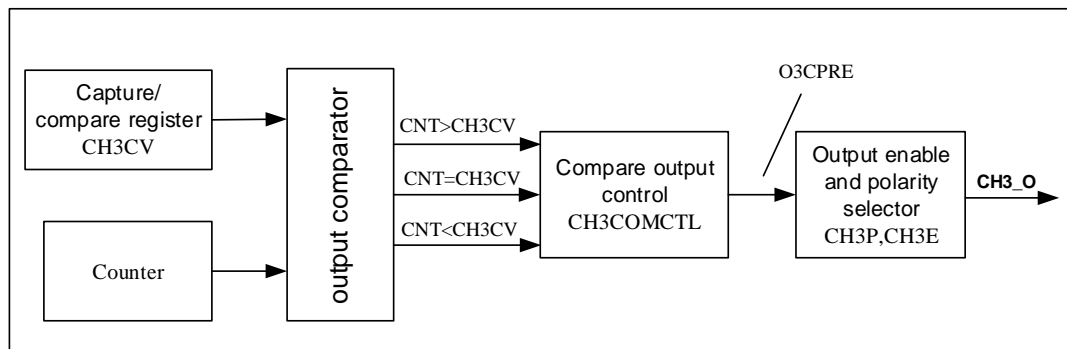 Capture/
compare register
CH3CV
Counter
output comparator
CNT>CH3CV
CNT=CH3CV
CNT<CH3CV
Compare output
control
CH3COMCTL
O3CPRE
Output enable
and polarity
selector
CH3P,CH3E
CH3_O